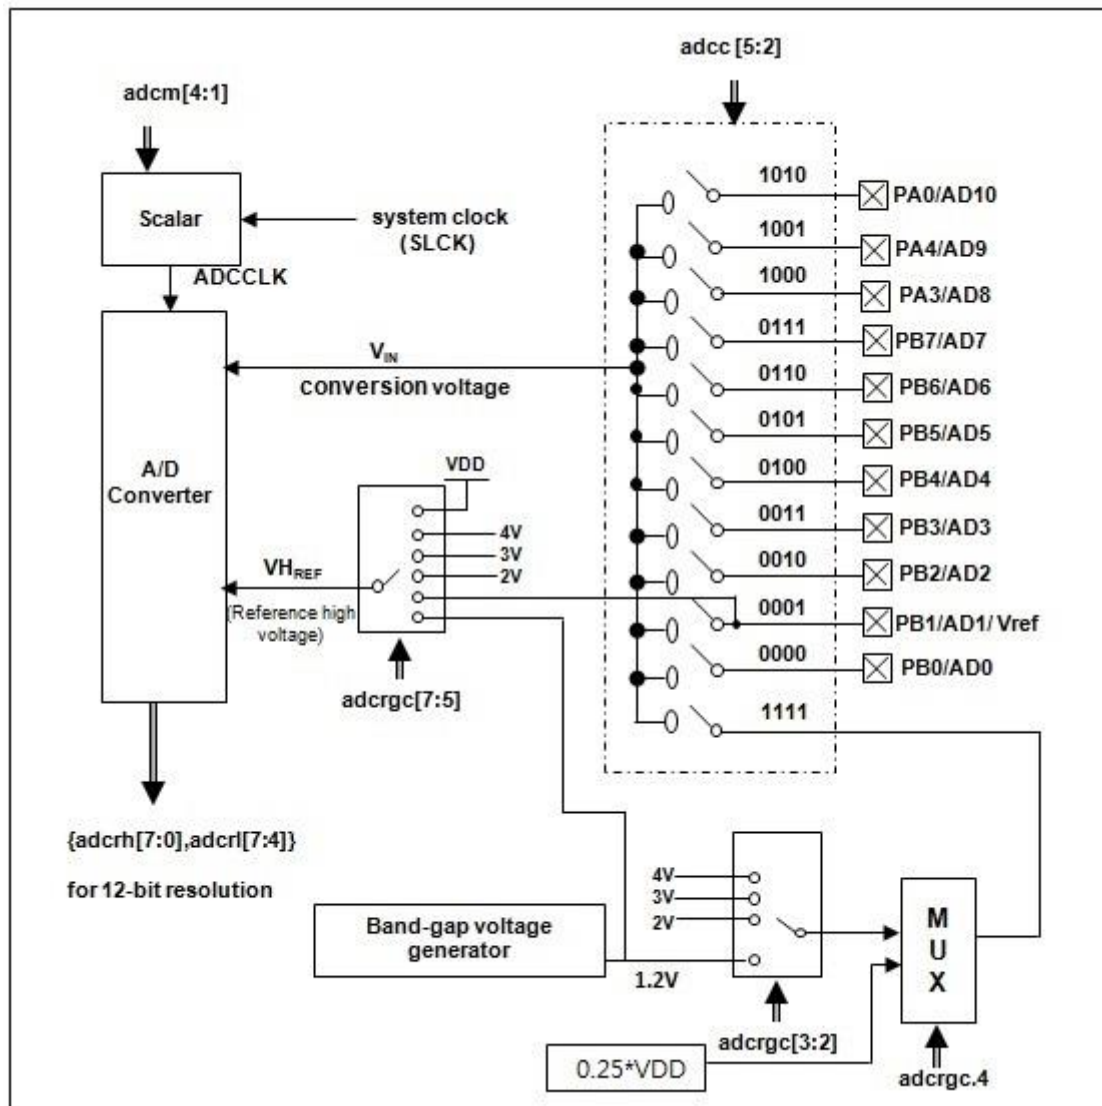 adcc [5:2]
adcm[4:1]
Scalar
system clock
(SLCK)
ADCCLK
1010
PA0/AD10
1001
PA4/AD9
1000
PA3/AD8
0111
PB7/AD7
0110
PB6/AD6
0101
PB5/AD5
0100
PB4/AD4
0011
PB3/AD3
0010
PB2/AD2
0001
PB1/AD1/ Vref
0000
PB0/AD0
1111
VIN
conversion voltage
A/D
Converter
VDD
4V
3V
2V
VHREF
(Reference high
voltage)
adcrgc[7:5]
{adcrh[7:0],adcrl[7:4]}
for 12-bit resolution
Band-gap voltage
generator
1.2V
4V
3V
2V
adcrgc[3:2]
0.25*VDD
M
U
X
adcrgc.4